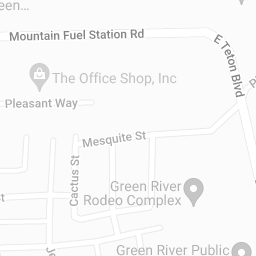 een...
Mountain Fuel Station Rd
E Teton Blvd
The Office Shop, Inc
Pleasant Way
Mesquite St
Cactus St
Green River
Rodeo Complex
Green River Public